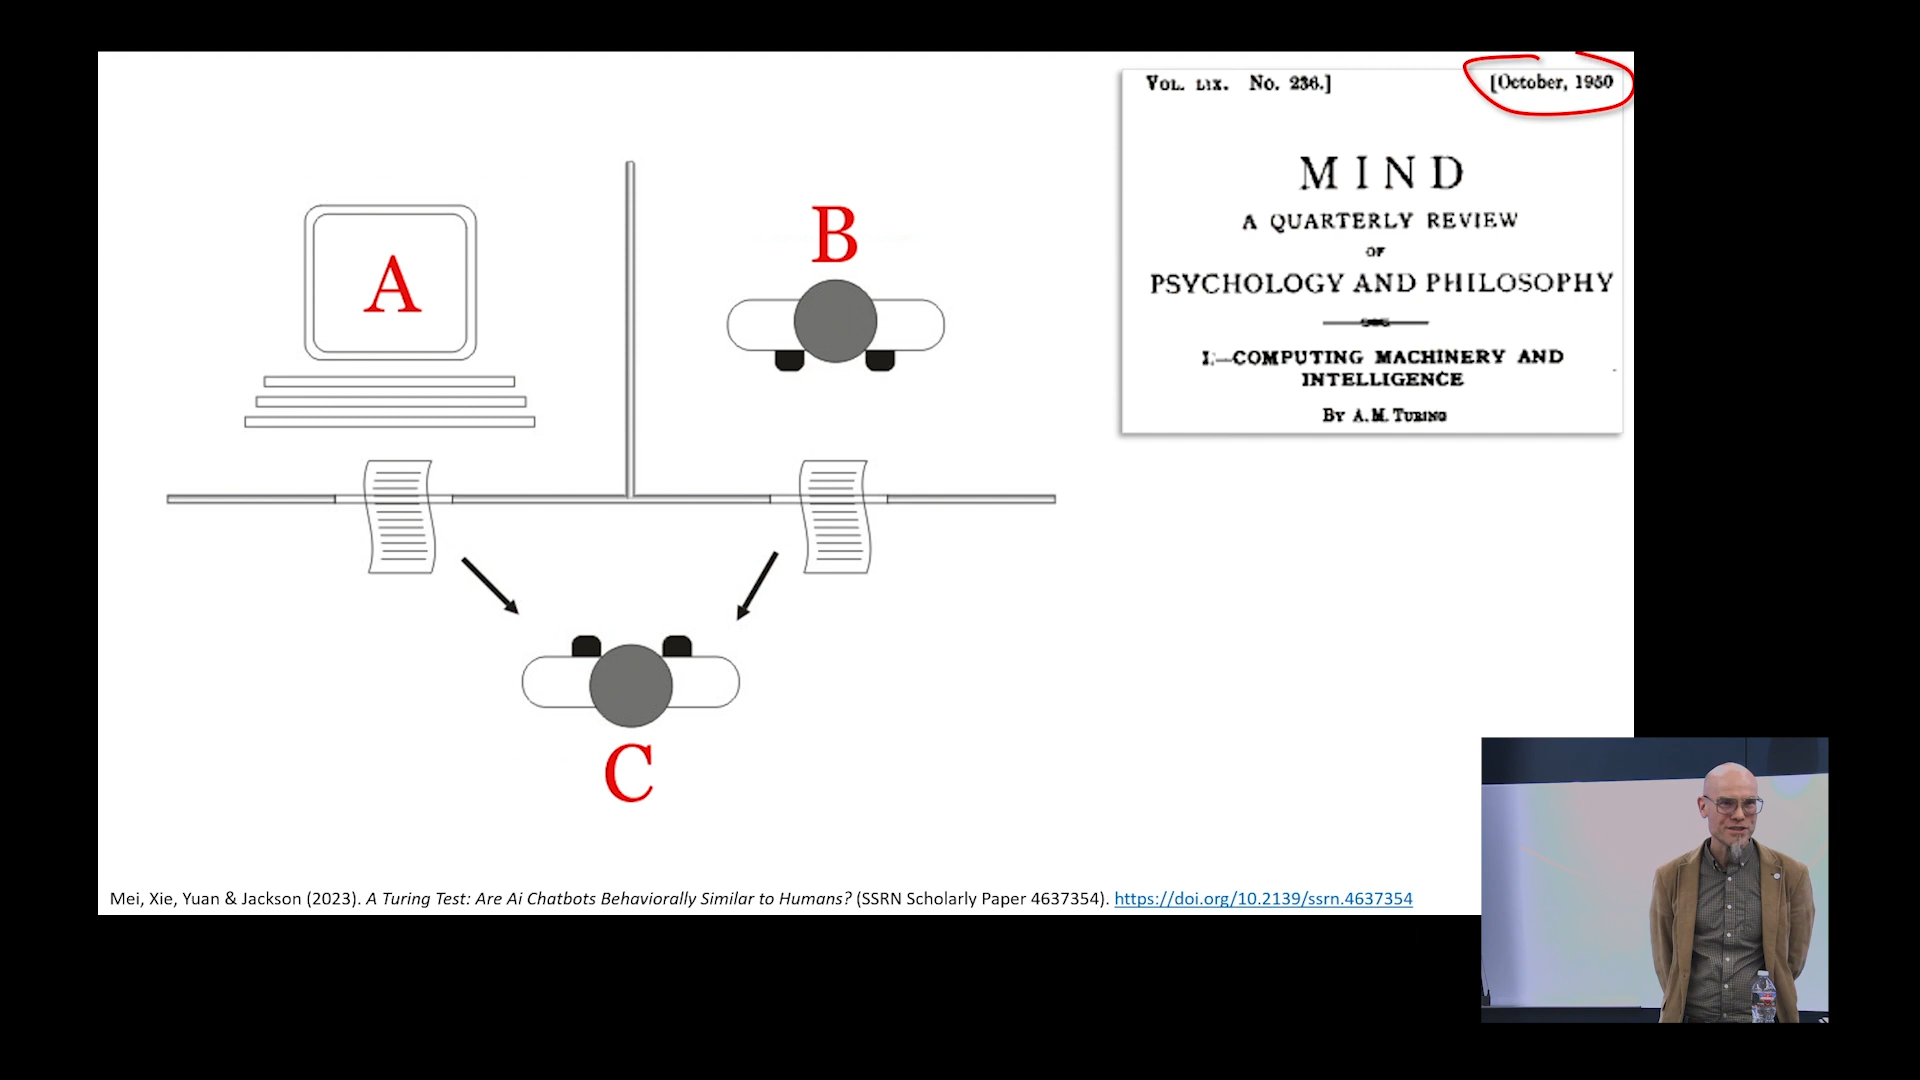 VOL. LIX. No. 236.]
[October, 1950
MIND
A QUARTERLY REVIEW
OF
PSYCHOLOGY AND PHILOSOPHY
I.—COMPUTING MACHINERY AND
INTELLIGENCE
BY A. M. TURING
A
B
C
Mei, Xie, Yuan & Jackson (2023). A Turing Test: Are Ai Chatbots Behaviorally Similar to Humans? (SSRN Scholarly Paper 4637354). https://doi.org/10.2139/ssrn.4637354